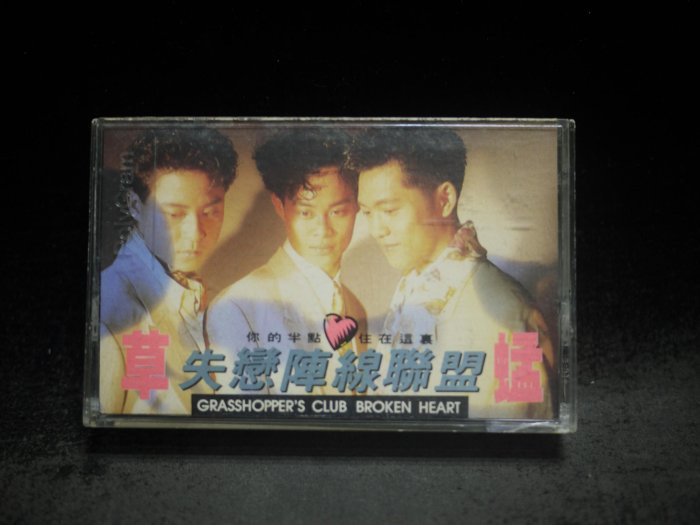 PolyGram
你的半點 住在這裏
草 失戀陣線聯盟 蜢
GRASSHOPPER'S CLUB BROKEN HEART